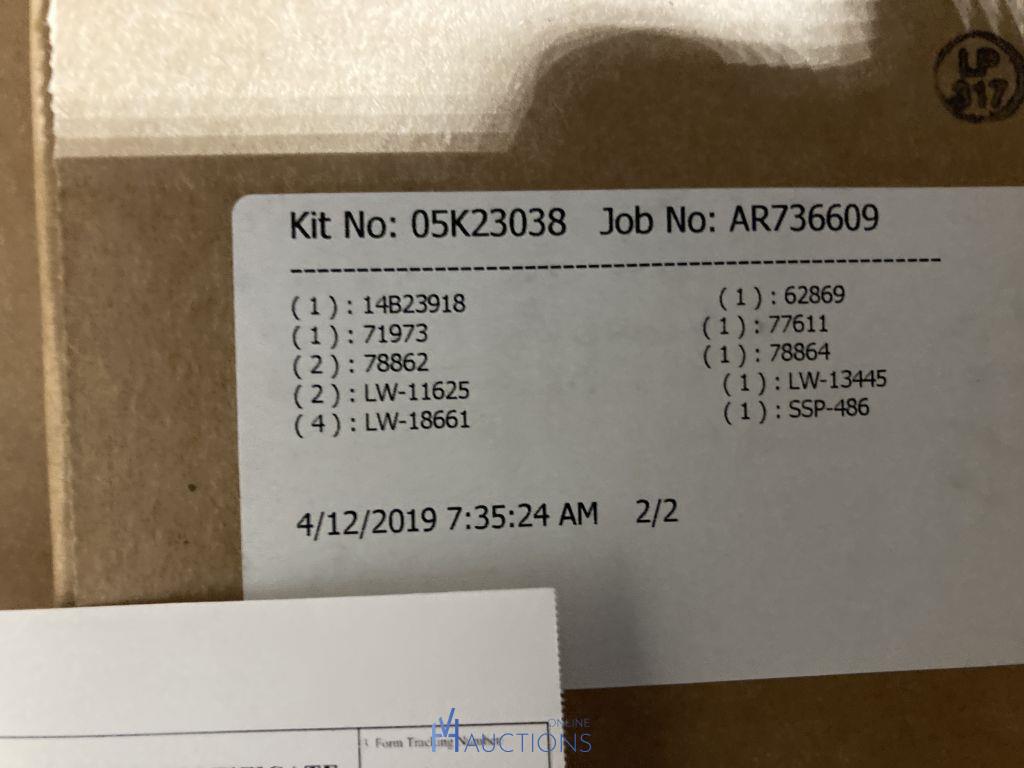 LP
317
Kit No: 05K23038 Job No: AR736609
--------------------------------------------------
( 1 ) : 14B23918 ( 1 ) : 62869
( 1 ) : 71973 ( 1 ) : 77611
( 2 ) : 78862 ( 1 ) : 78864
( 2 ) : LW-11625 ( 1 ) : LW-13445
( 4 ) : LW-18661 ( 1 ) : SSP-486
4/12/2019 7:35:24 AM 2/2
3 Form Tracking Number
ONLINE
AUCTIONS